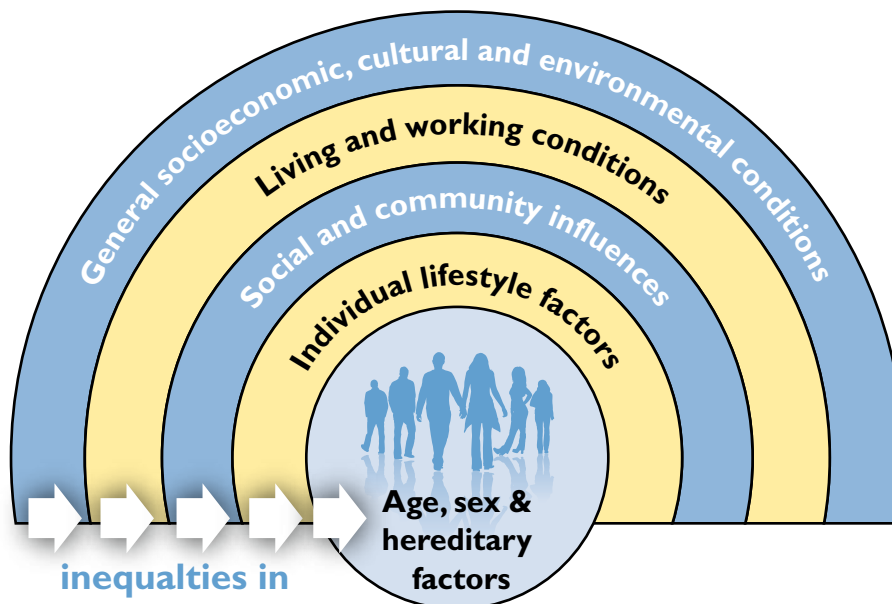 General socioeconomic, cultural and environmental conditions
Living and working conditions
Social and community influences
Individual lifestyle factors
Age, sex &
hereditary
factors
inequalties in